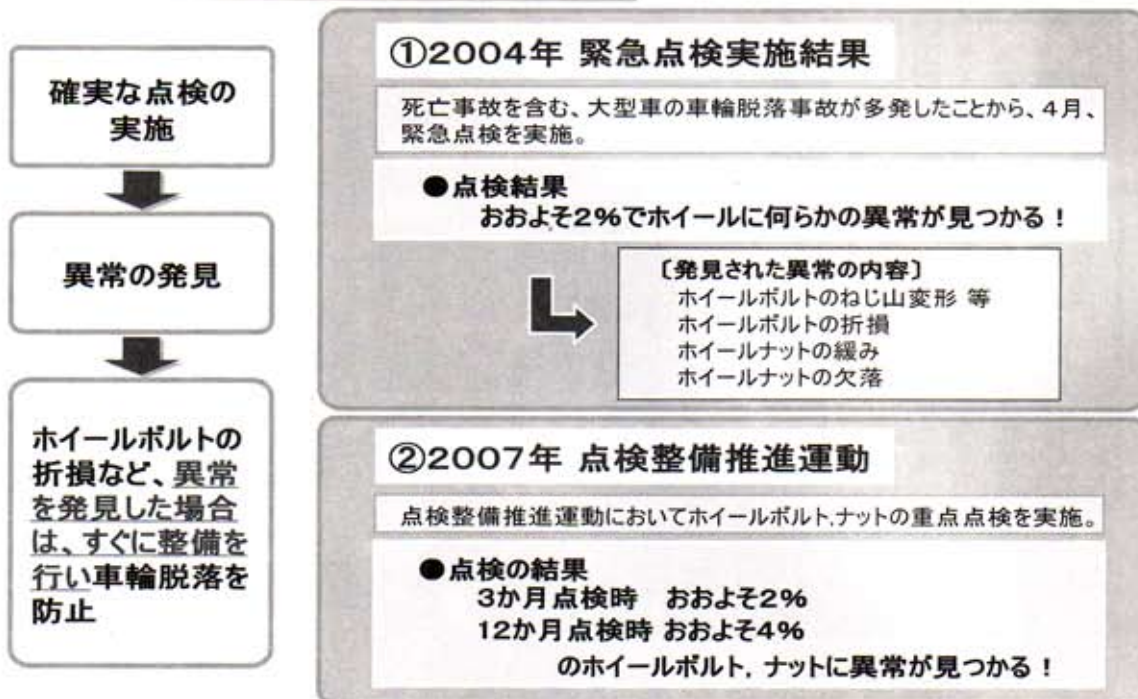 確実な点検の
実施
異常の発見
ホイールボルトの
折損など、異常
を発見した場合
は、すぐに整備を
行い車輪脱落を
防止
①2004年 緊急点検実施結果
死亡事故を含む、大型車の車輪脱落事故が多発したことから、4月、
緊急点検を実施。
●点検結果
おおよそ2%でホイールに何らかの異常が見つかる！
〔発見された異常の内容〕
ホイールボルトのねじ山変形 等
ホイールボルトの折損
ホイールナットの緩み
ホイールナットの欠落
②2007年 点検整備推進運動
点検整備推進運動においてホイールボルト,ナットの重点点検を実施。
●点検の結果
3か月点検時 おおよそ2%
12か月点検時 おおよそ4%
のホイールボルト, ナットに異常が見つかる！